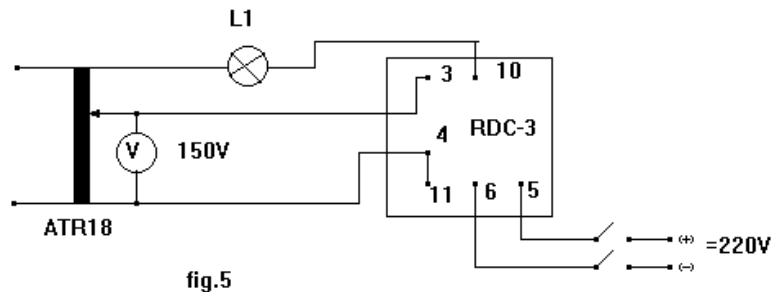 L1
3 10
RDC-3
4
V 150V
11 6 5
ATR18
(+) =220V
(-)
fig.5